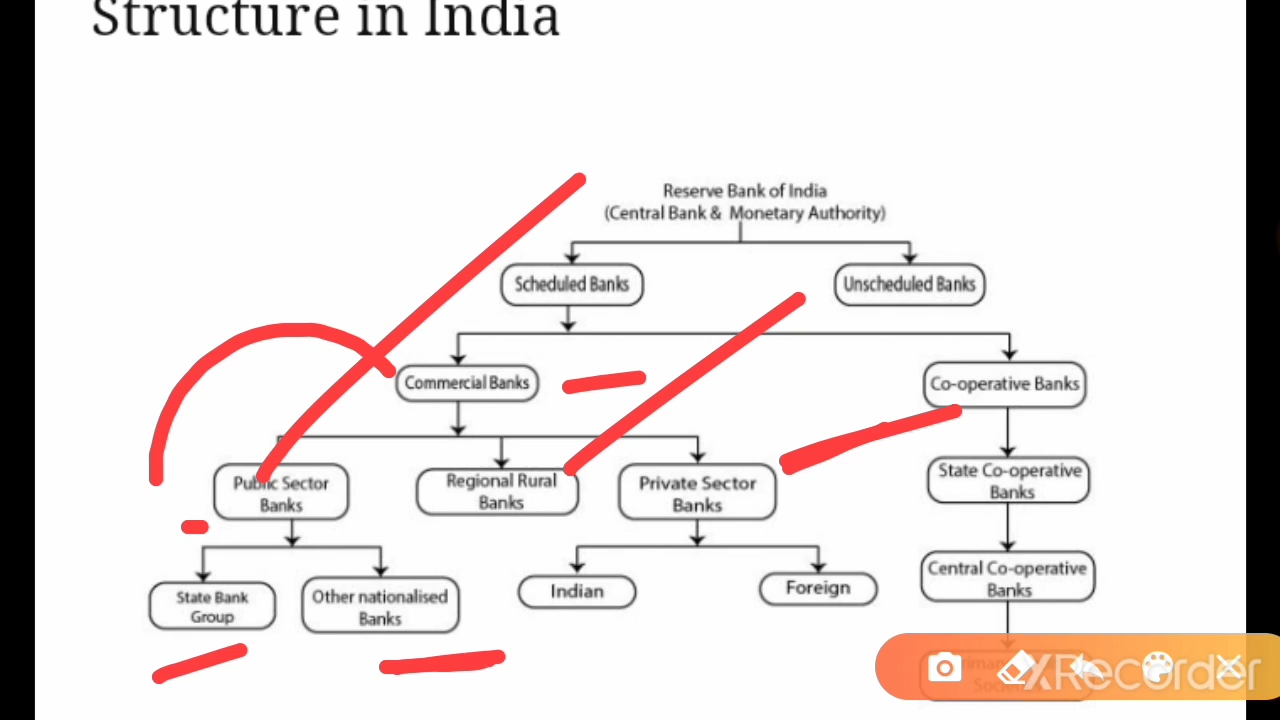 Structure in India
Reserve Bank of India
(Central Bank & Monetary Authority)
Scheduled Banks
Unscheduled Banks
Commercial Banks
Co-operative Banks
Public Sector
Banks
Regional Rural
Banks
Private Sector
Banks
State Co-operative
Banks
State Bank
Group
Other nationalised
Banks
Indian
Foreign
Central Co-operative
Banks
XRecorder